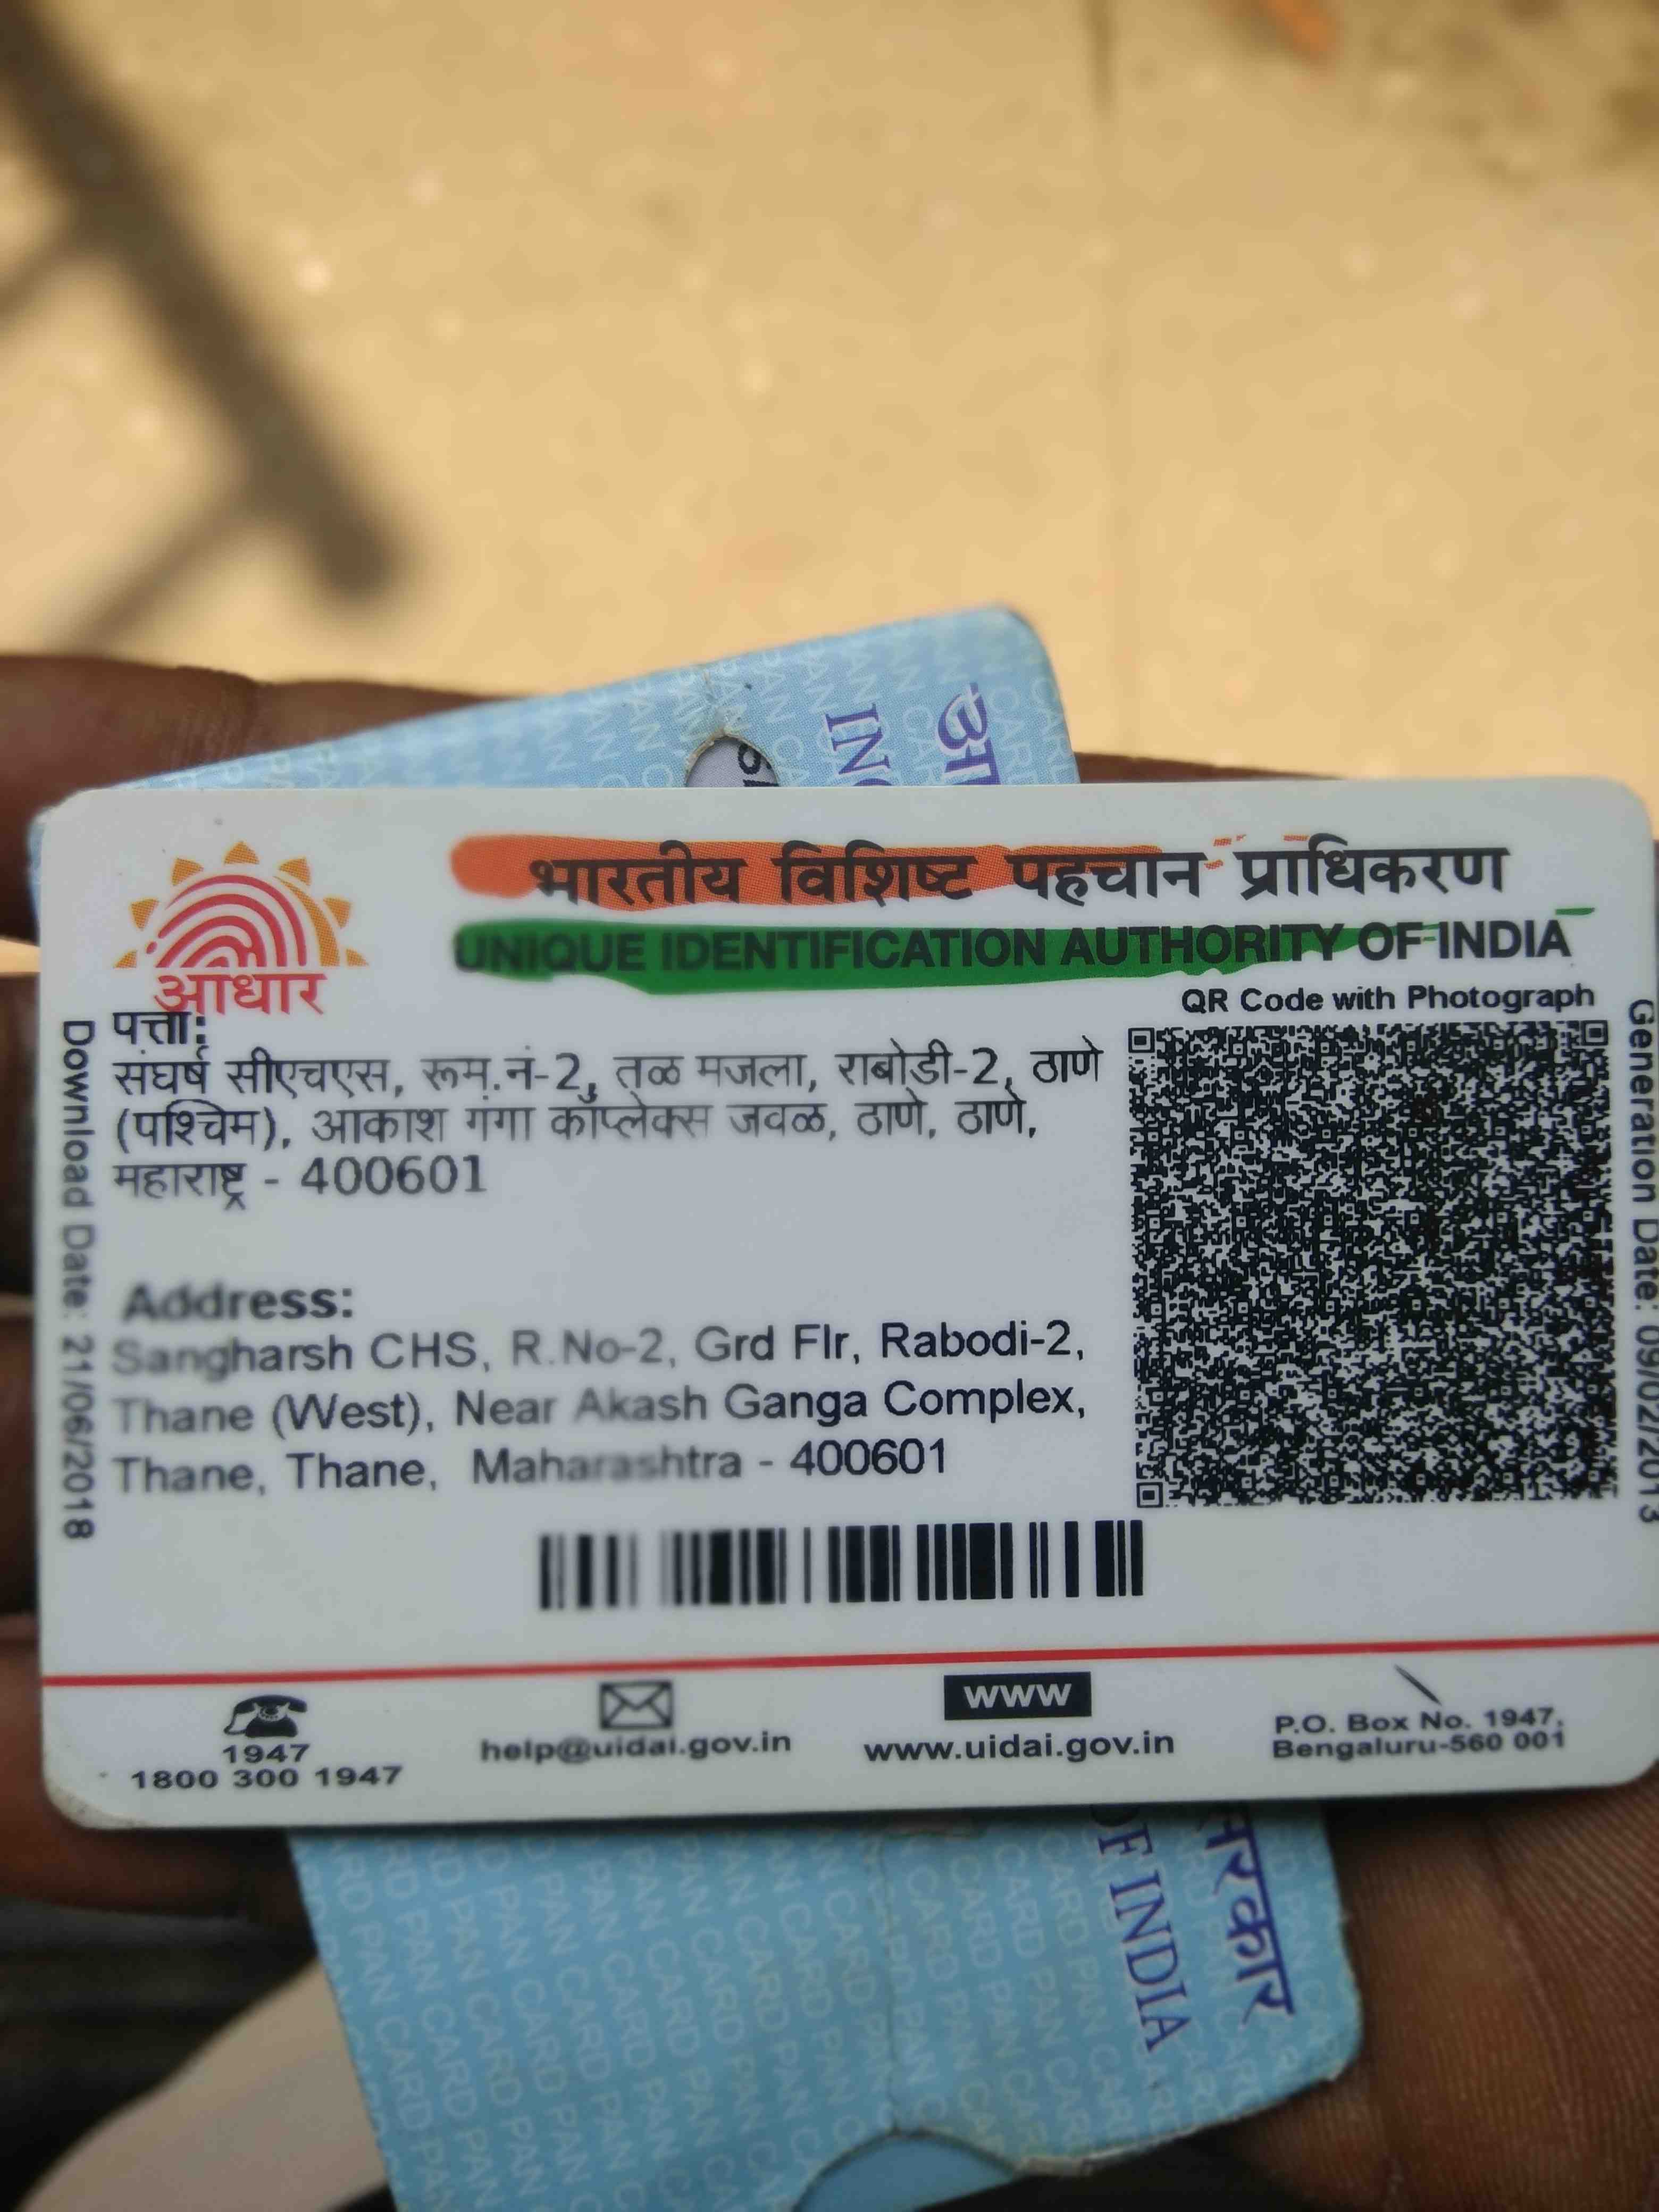 आ
INC
भारतीय विशिष्ट पहचान प्राधिकरण
UNIQUE IDENTIFICATION AUTHORITY OF INDIA
आधार
QR Code with Photograph
पत्ता:
संघर्ष सीएचएस, रूम.नं-2, तळ मजला, राबोडी-2, ठाणे
(पश्चिम), आकाश गंगा कॉप्लेक्स जवळ, ठाणे, ठाणे,
महाराष्ट्र - 400601
Address:
Sangharsh CHS, R.No-2, Grd Flr, Rabodi-2,
Thane (West), Near Akash Ganga Complex,
Thane, Thane, Maharashtra - 400601
Download Date: 21/06/2018
Generation Date: 09/02/2013
1947
1800 300 1947
help@uidai.gov.in
www
www.uidai.gov.in
P.O. Box No. 1947,
Bengaluru-560 001
OF INDIA
सरकार
PAN CARD PAN CARD PAN CARD